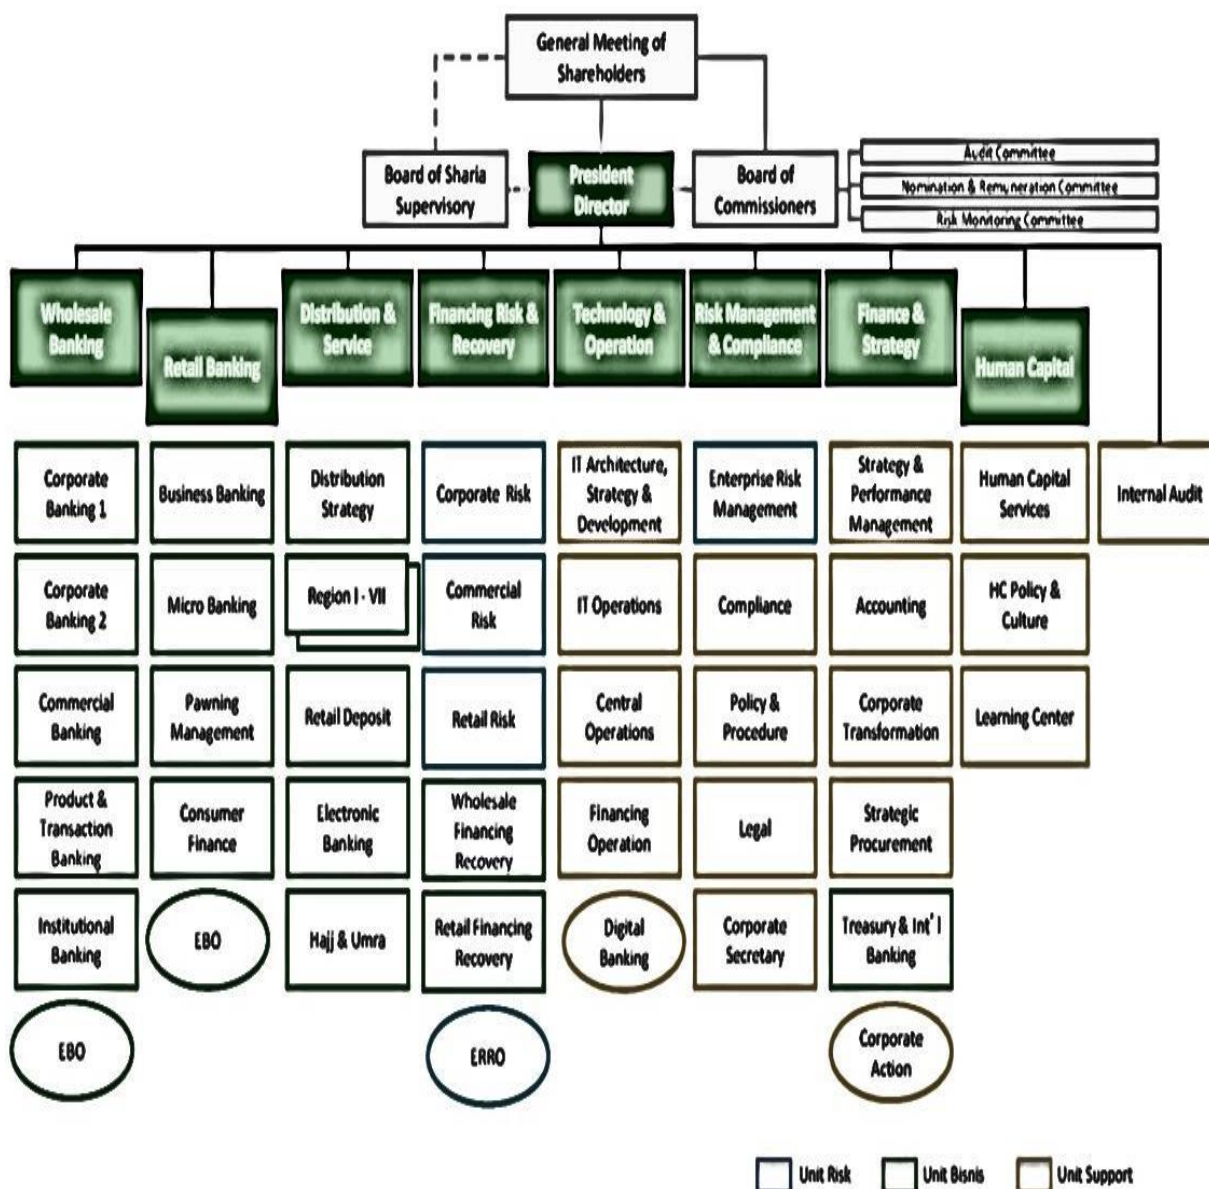 General Meeting of
Shareholders
Board of Sharia
Supervisory
President
Director
Board of
Commissioners
Audit Committee
Nomination & Remuneration Committee
Risk Monitoring Committee
Wholesale
Banking
Retail Banking
Distribution &
Service
Financing Risk &
Recovery
Technology &
Operation
Risk Management
& Compliance
Finance &
Strategy
Human Capital
Corporate
Banking 1
Business Banking
Distribution
Strategy
Corporate Risk
IT Architecture,
Strategy &
Development
Enterprise Risk
Management
Strategy &
Performance
Management
Human Capital
Services
Internal Audit
Corporate
Banking 2
Micro Banking
Region I - VII
Commercial
Risk
IT Operations
Compliance
Accounting
HC Policy &
Culture
Commercial
Banking
Pawning
Management
Retail Deposit
Retail Risk
Central
Operations
Policy &
Procedure
Corporate
Transformation
Learning Center
Product &
Transaction
Banking
Consumer
Finance
Electronic
Banking
Wholesale
Financing
Recovery
Financing
Operation
Legal
Strategic
Procurement
Institutional
Banking
EBO
Hajj & Umra
Retail Financing
Recovery
Digital
Banking
Corporate
Secretary
Treasury & Int' l
Banking
EBO
ERRO
Corporate
Action
Unit Risk
Unit Bisnis
Unit Support